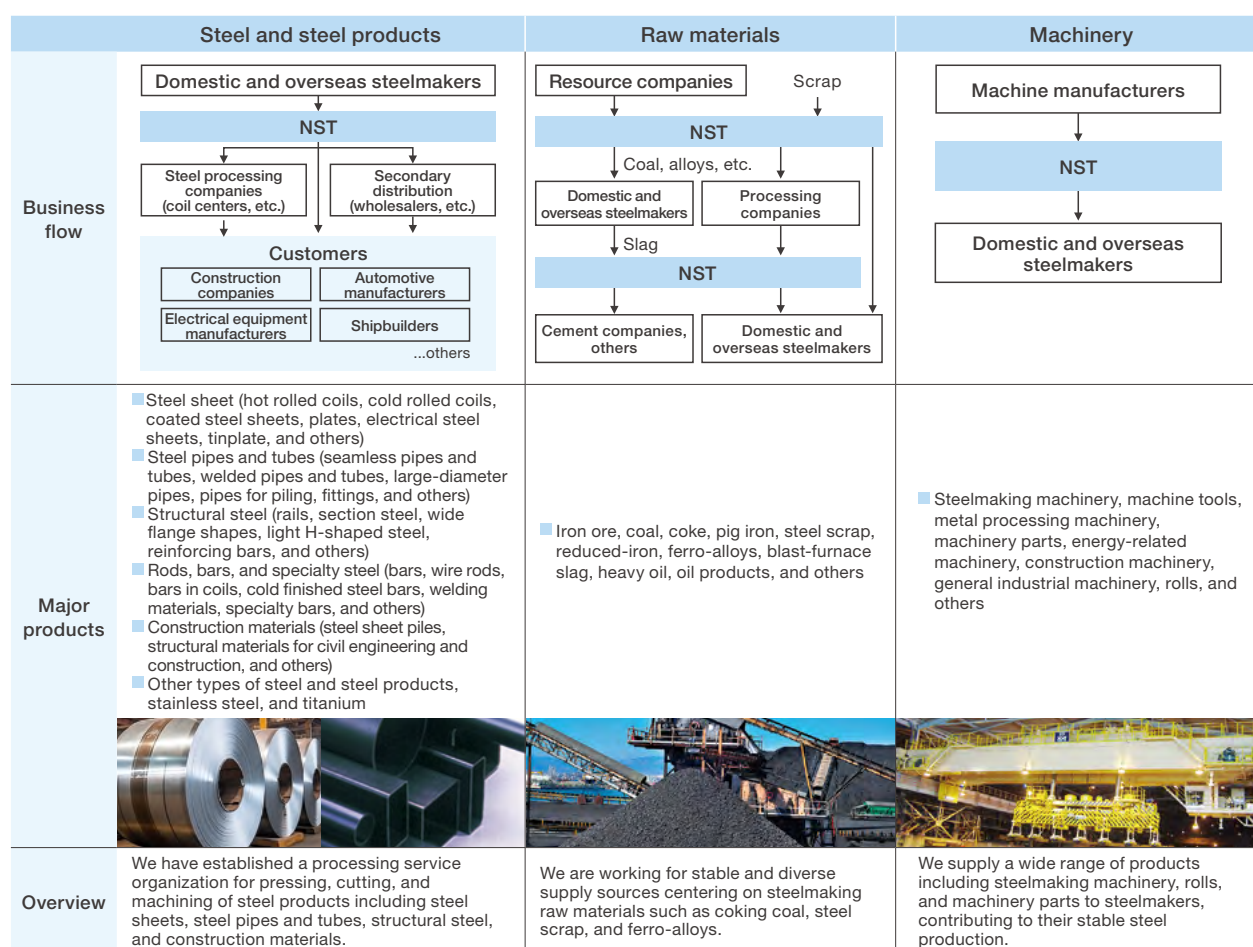 Steel and steel products
Raw materials
Machinery
Business
flow
Domestic and overseas steelmakers
NST
Steel processing
companies
(coil centers, etc.)
Secondary
distribution
(wholesalers, etc.)
Customers
Construction
companies
Automotive
manufacturers
Electrical equipment
manufacturers
Shipbuilders
...others
Resource companies
Scrap
NST
Coal, alloys, etc.
Domestic and
overseas steelmakers
Processing
companies
Slag
NST
Cement companies,
others
Domestic and
overseas steelmakers
Machine manufacturers
NST
Domestic and overseas
steelmakers
Major
products
Steel sheet (hot rolled coils, cold rolled coils,
coated steel sheets, plates, electrical steel
sheets, tinplate, and others)
Steel pipes and tubes (seamless pipes and
tubes, welded pipes and tubes, large-diameter
pipes, pipes for piling, fittings, and others)
Structural steel (rails, section steel, wide
flange shapes, light H-shaped steel,
reinforcing bars, and others)
Rods, bars, and specialty steel (bars, wire rods,
bars in coils, cold finished steel bars, welding
materials, specialty bars, and others)
Construction materials (steel sheet piles,
structural materials for civil engineering and
construction, and others)
Other types of steel and steel products,
stainless steel, and titanium
Iron ore, coal, coke, pig iron, steel scrap,
reduced-iron, ferro-alloys, blast-furnace
slag, heavy oil, oil products, and others
Steelmaking machinery, machine tools,
metal processing machinery,
machinery parts, energy-related
machinery, construction machinery,
general industrial machinery, rolls, and
others
Overview
We have established a processing service
organization for pressing, cutting, and
machining of steel products including steel
sheets, steel pipes and tubes, structural steel,
and construction materials.
We are working for stable and diverse
supply sources centering on steelmaking
raw materials such as coking coal, steel
scrap, and ferro-alloys.
We supply a wide range of products
including steelmaking machinery, rolls,
and machinery parts to steelmakers,
contributing to their stable steel
production.